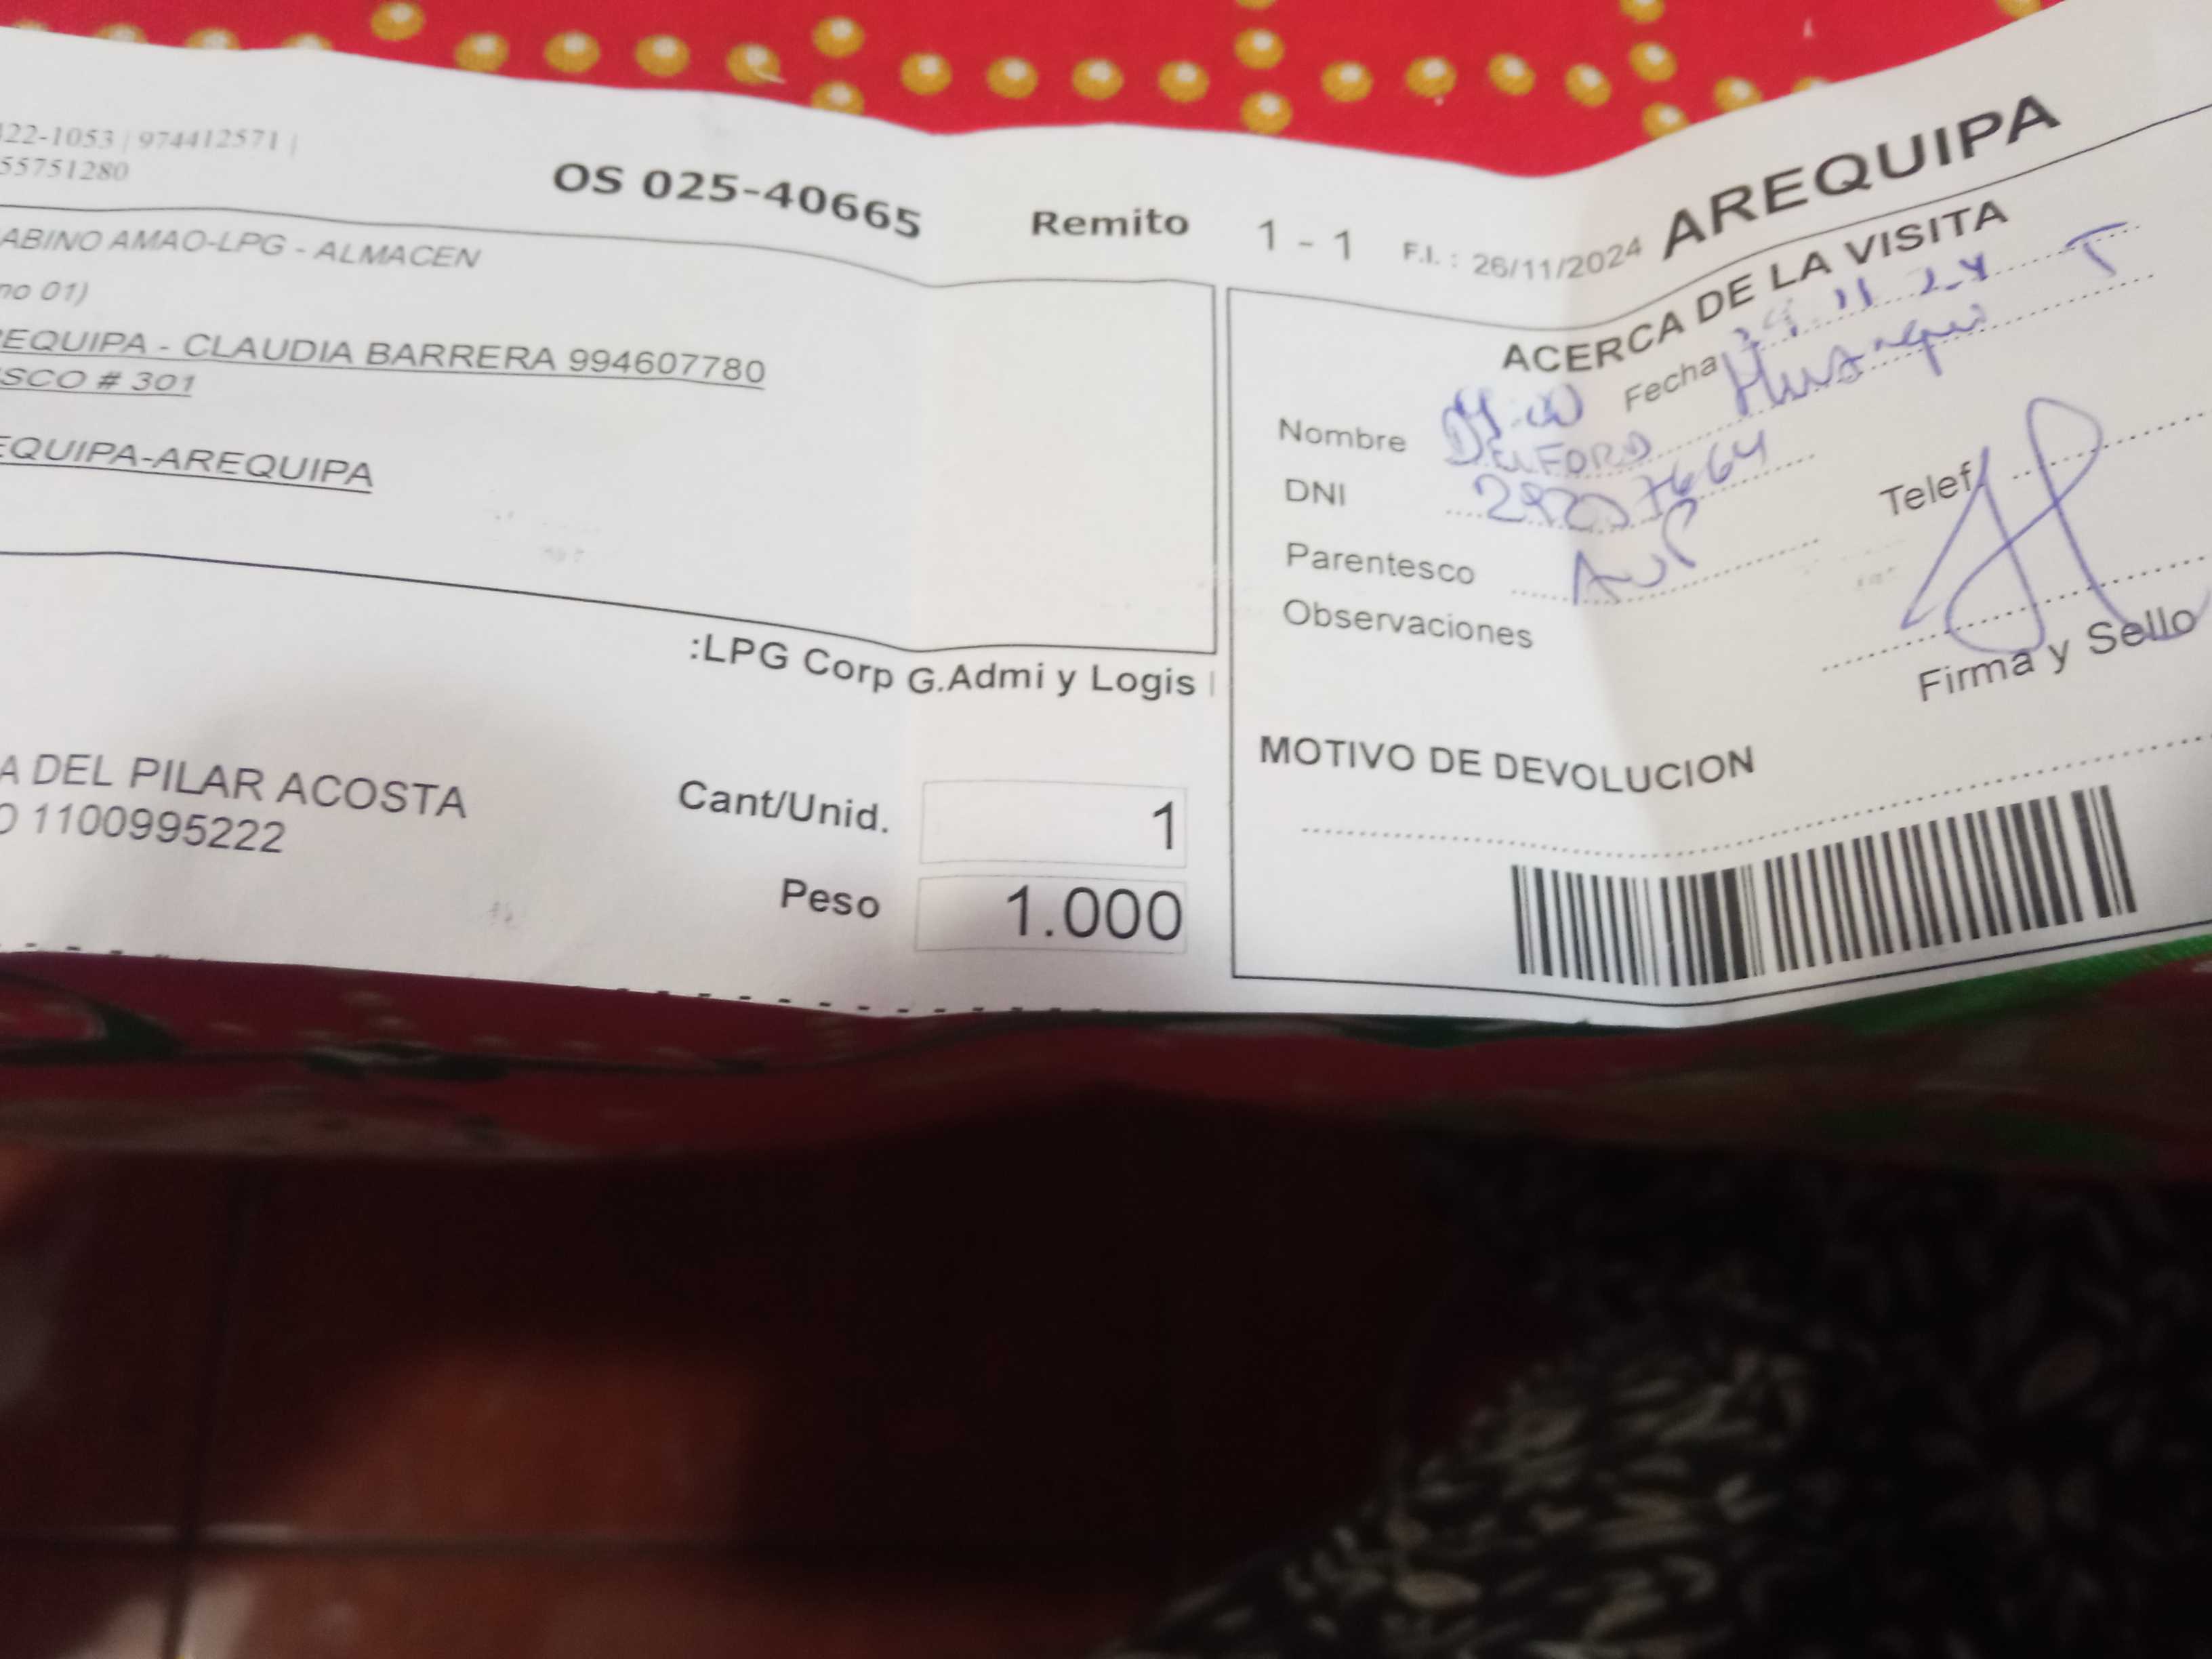 22-1053 | 974412571 |
55751280
OS 025-40665
Remito 1 - 1 F.I. : 26/11/2024 AREQUIPA
ABINO AMAO-LPG - ALMACEN
no 01)
EQUIPA - CLAUDIA BARRERA 994607780
SCO # 301
EQUIPA-AREQUIPA
:LPG Corp G.Admi y Logis
A DEL PILAR ACOSTA
O 1100995222
Cant/Unid. 1
Peso 1.000
ACERCA DE LA VISITA
Fecha 11 24
Nombre
DNI
Telef.
Parentesco
Observaciones
Firma y Sello
MOTIVO DE DEVOLUCION